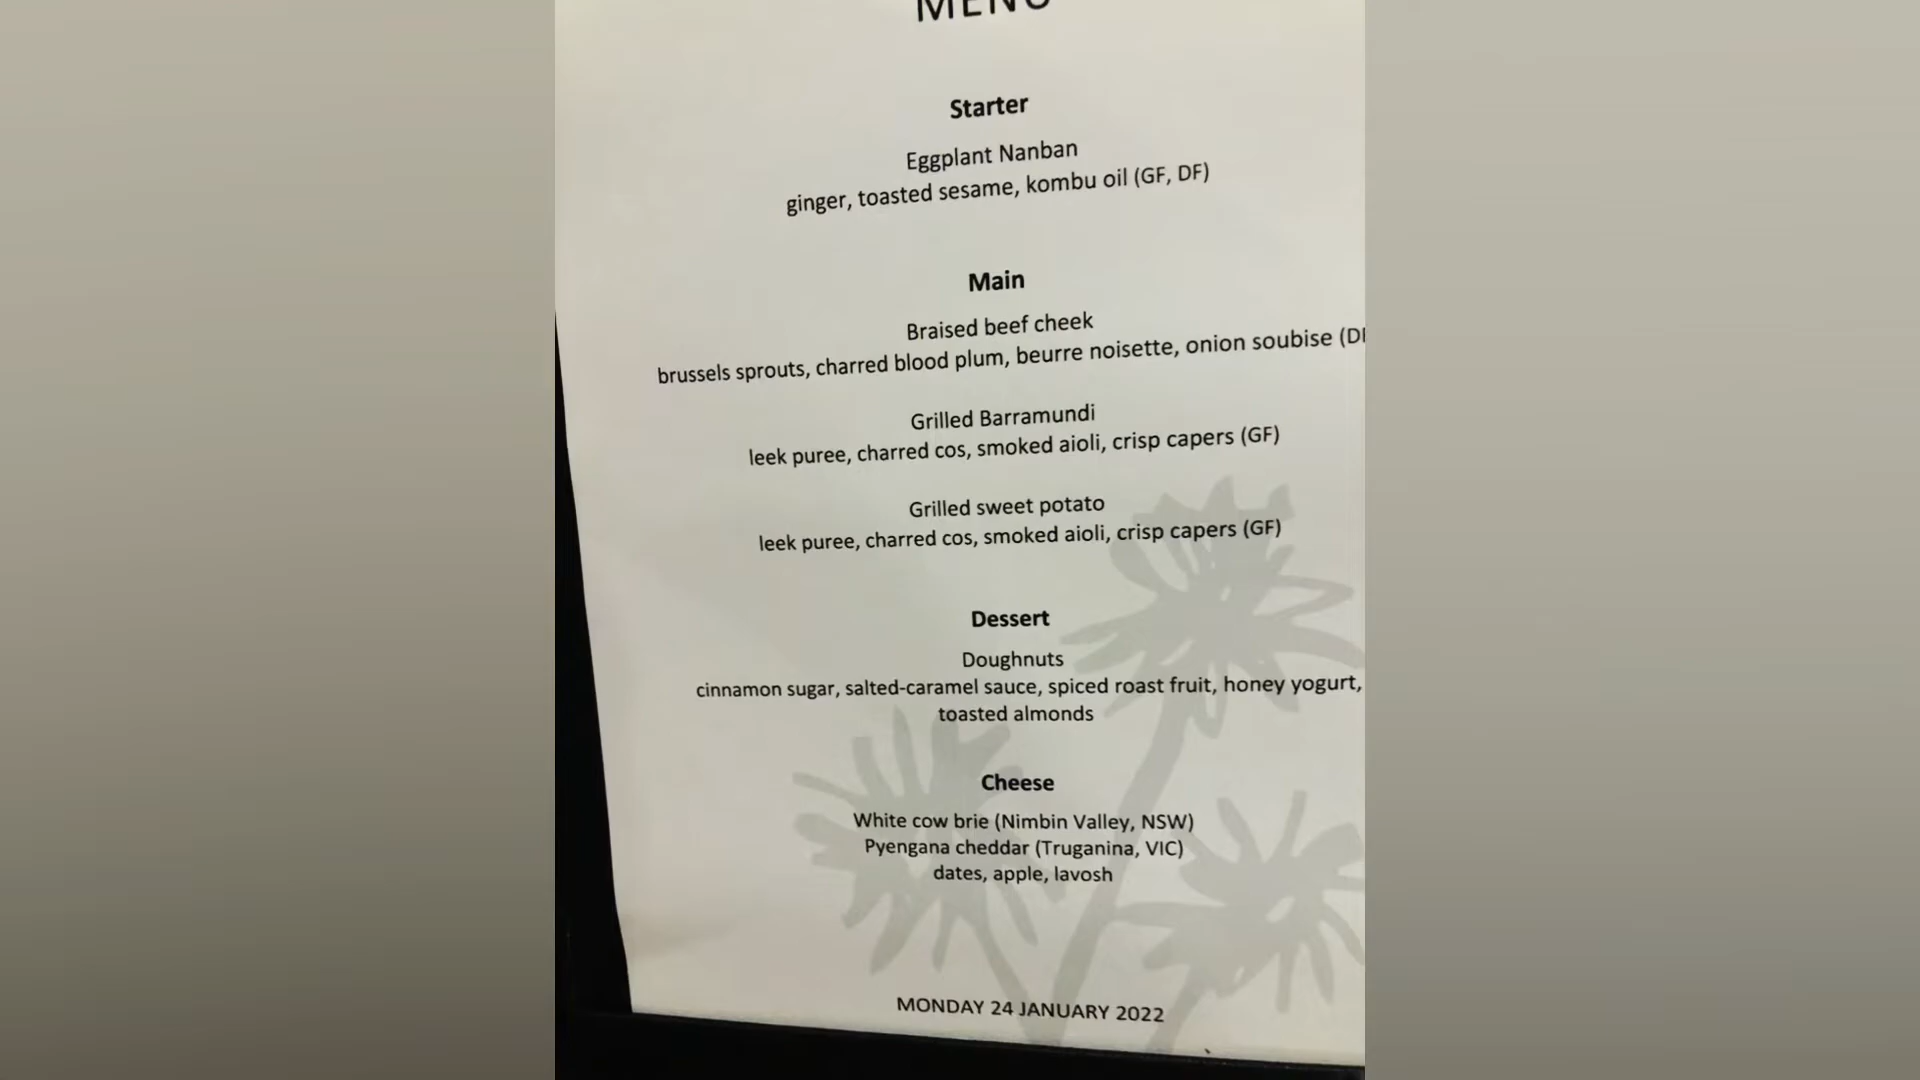 MENU
Starter
Eggplant Nanban
ginger, toasted sesame, kombu oil (GF, DF)
Main
Braised beef cheek
brussels sprouts, charred blood plum, beurre noisette, onion soubise
Grilled Barramundi
leek puree, charred cos, smoked aioli, crisp capers (GF)
Grilled sweet potato
leek puree, charred cos, smoked aioli, crisp capers (GF)
Dessert
Doughnuts
cinnamon sugar, salted-caramel sauce, spiced roast fruit, honey yogurt,
toasted almonds
Cheese
White cow brie (Nimbin Valley, NSW)
Pyengana cheddar (Truganina, VIC)
dates, apple, lavosh
MONDAY 24 JANUARY 2022